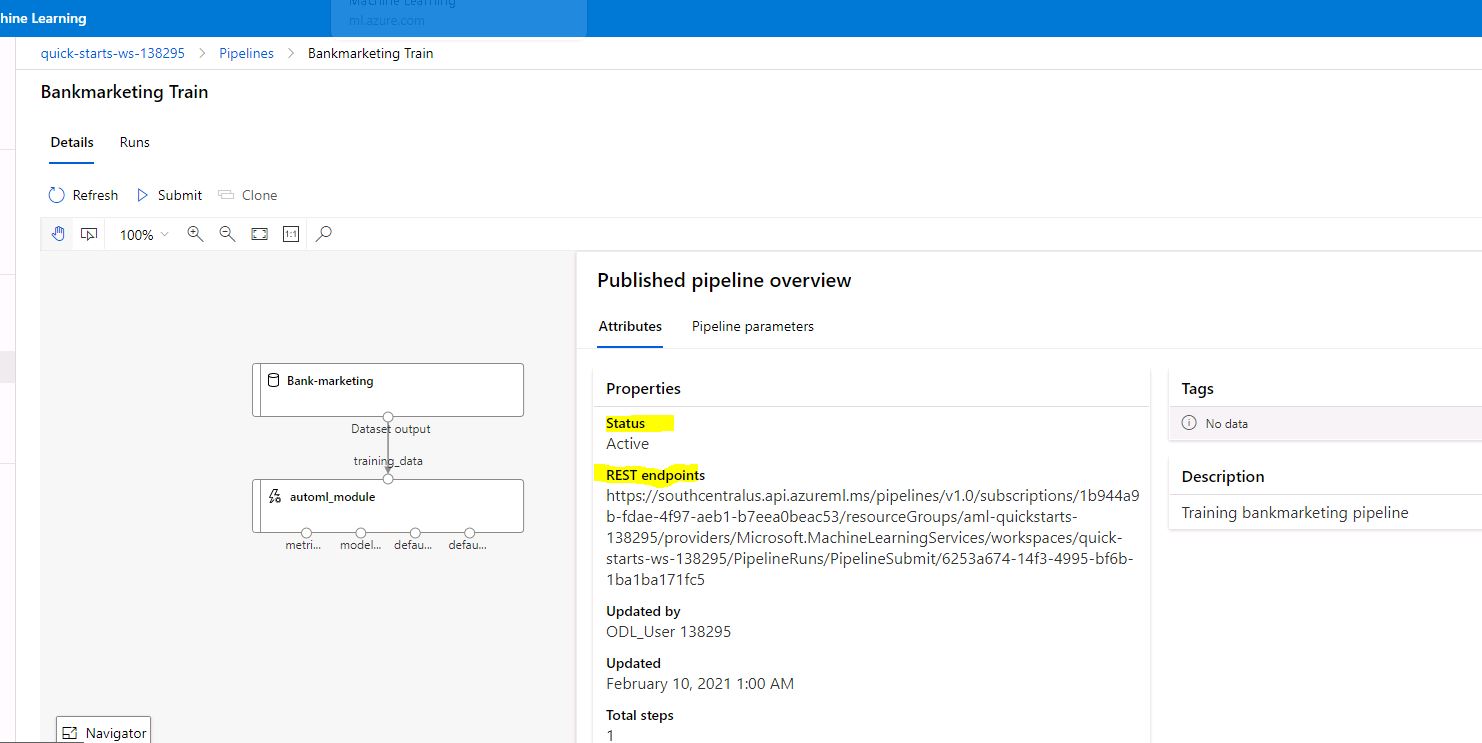 Machine Learning
hine Learning
ml.azure.com
quick-starts-ws-138295 > Pipelines > Bankmarketing Train
Bankmarketing Train
Details Runs
Refresh Submit Clone
100% 1:1
Published pipeline overview
Attributes Pipeline parameters
Bank-marketing
Dataset output
training_data
automl_module
metri... model... defau... defau...
Properties
Status
Active
REST endpoints
https://southcentralus.api.azureml.ms/pipelines/v1.0/subscriptions/1b944a9
b-fdae-4f97-aeb1-b7eea0beac53/resourceGroups/aml-quickstarts-
138295/providers/Microsoft.MachineLearningServices/workspaces/quick-
starts-ws-138295/PipelineRuns/PipelineSubmit/6253a674-14f3-4995-bf6b-
1ba1ba171fc5
Updated by
ODL_User 138295
Updated
February 10, 2021 1:00 AM
Total steps
1
Tags
No data
Description
Training bankmarketing pipeline
Navigator